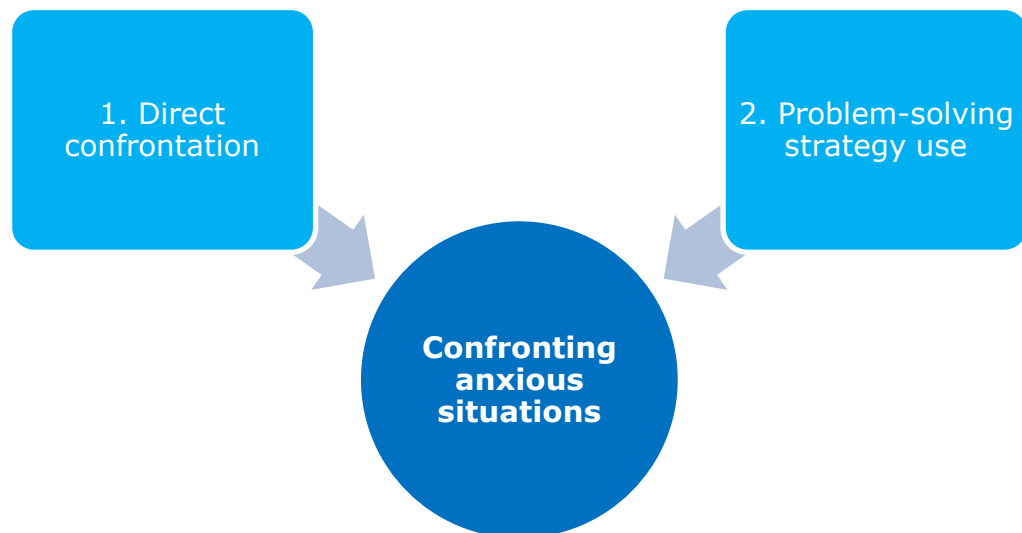 1. Direct
confrontation
2. Problem-solving
strategy use
Confronting
anxious
situations